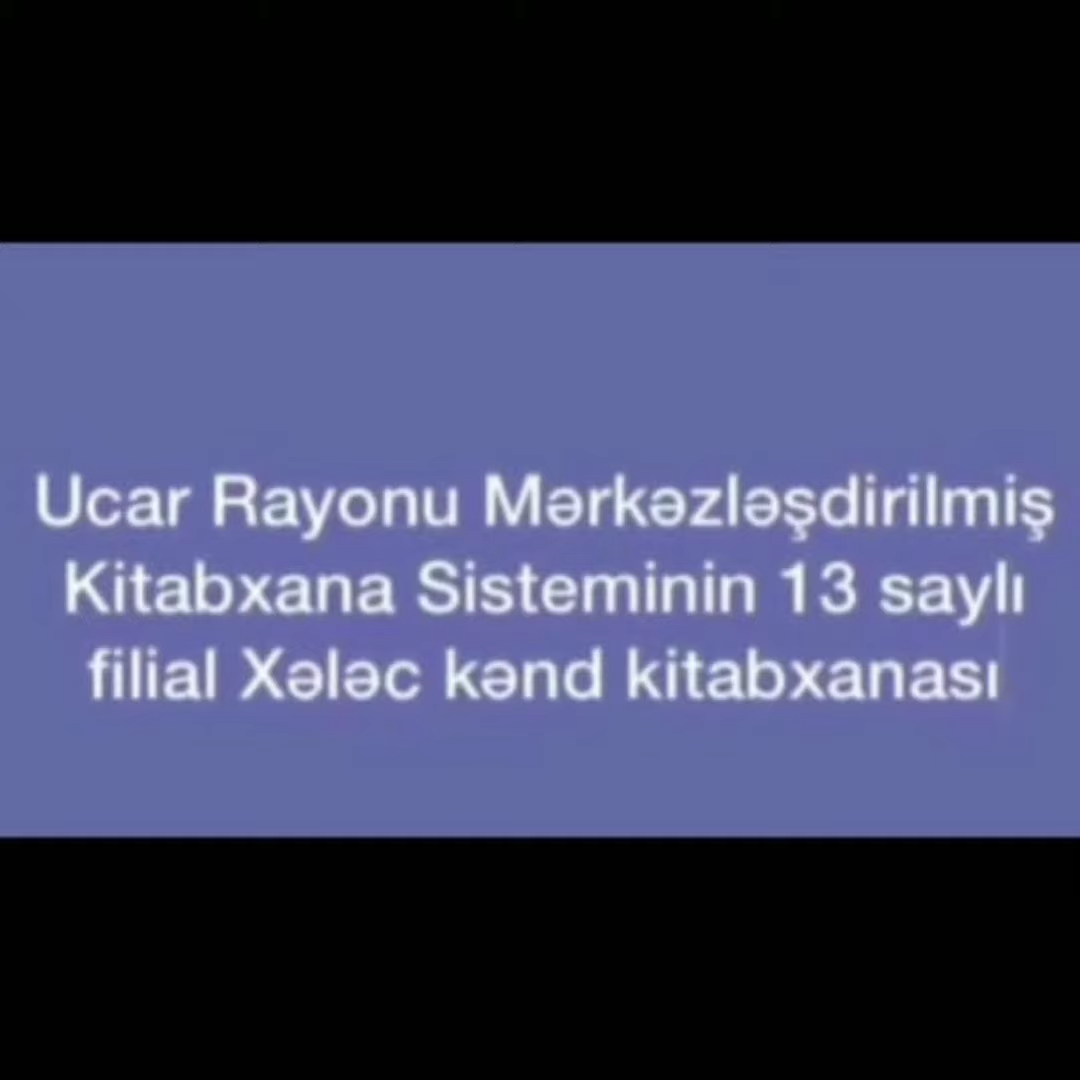 Ucar Rayonu Mərkəzləşdirilmiş
Kitabxana Sisteminin 13 saylı
filial Xələc kənd kitabxanası